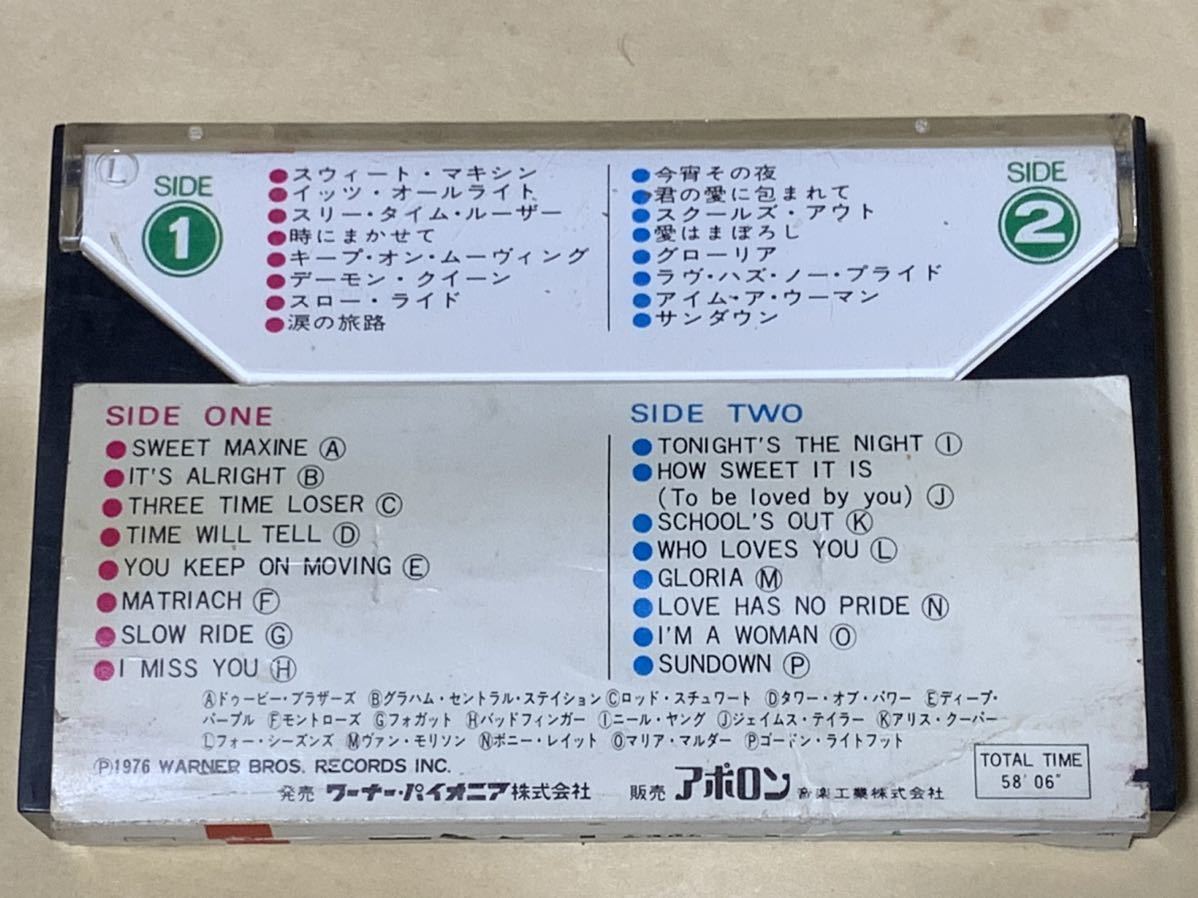 L
SIDE
1
スウィート・マキシン
イッツ・オールライト
スリー・タイム・ルーザー
時にまかせて
キープ・オン・ムーヴィング
デーモン・クイーン
スロー・ライド
涙の旅路
今宵その夜
君の愛に包まれて
スクールズ・アウト
愛はまぼろし
グローリア
ラヴ・ハズ・ノー・プライド
アイム・ア・ウーマン
サンダウン
SIDE
2
SIDE ONE
SWEET MAXINE Ⓐ
IT'S ALRIGHT Ⓑ
THREE TIME LOSER Ⓒ
TIME WILL TELL Ⓓ
YOU KEEP ON MOVING Ⓔ
MATRIACH Ⓕ
SLOW RIDE Ⓖ
I MISS YOU Ⓗ
SIDE TWO
TONIGHT'S THE NIGHT Ⓘ
HOW SWEET IT IS
(To be loved by you) Ⓙ
SCHOOL'S OUT Ⓚ
WHO LOVES YOU Ⓛ
GLORIA Ⓜ
LOVE HAS NO PRIDE Ⓝ
I'M A WOMAN Ⓞ
SUNDOWN Ⓟ
Ⓐドゥービー・ブラザーズ Ⓑグラハム・セントラル・ステイション Ⓒロッド・スチュワート Ⓓタワー・オブ・パワー Ⓔディープ・
パープル Ⓕモントローズ Ⓖフォガット Ⓗバッドフィンガー Ⓘニール・ヤング Ⓙジェイムス・テイラー Ⓚアリス・クーパー
Ⓛフォー・シーズンズ Ⓜヴァン・モリソン Ⓝボニー・レイット Ⓞマリア・マルダー Ⓟゴードン・ライトフット
Ⓟ1976 WARNER BROS. RECORDS INC.
発売 ワーナー・パイオニア株式会社 販売 アポロン音楽工業株式会社
TOTAL TIME
58' 06"